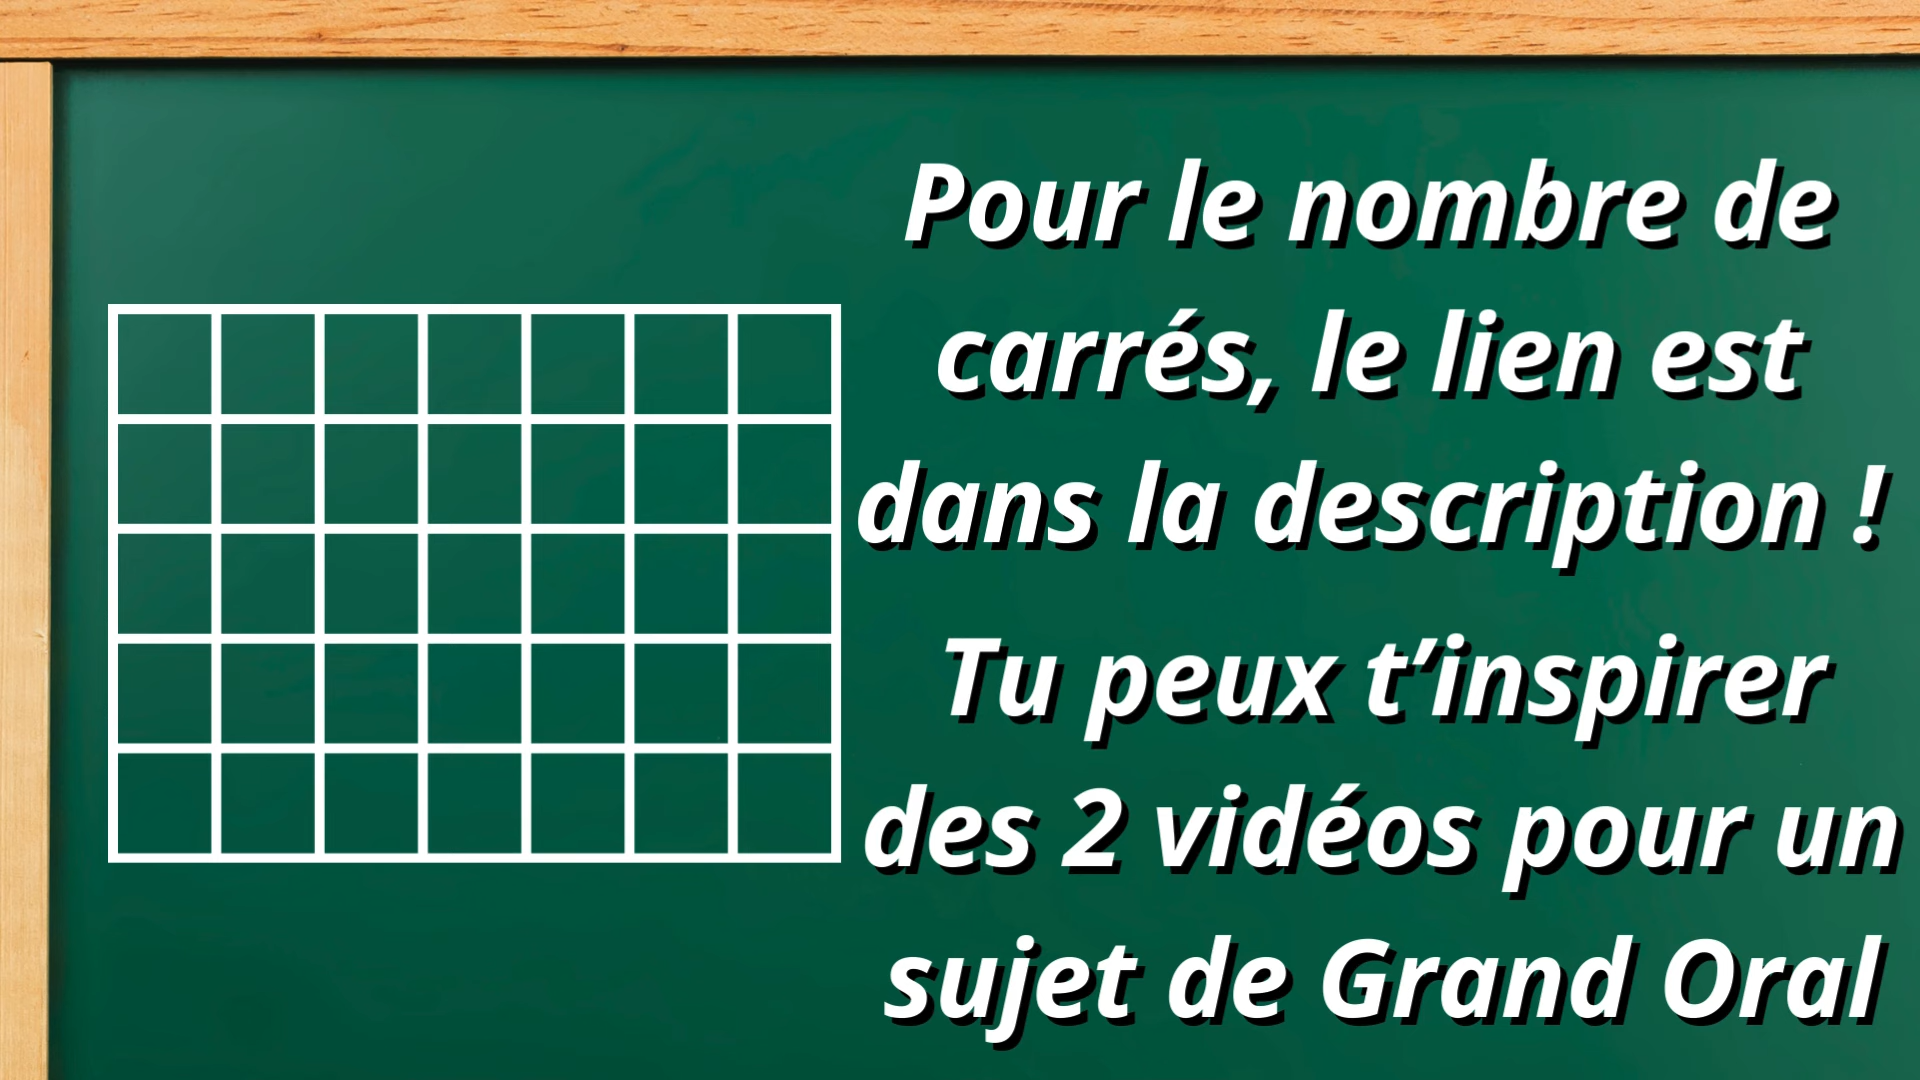 Pour le nombre de
carrés, le lien est
dans la description !
Tu peux t’inspirer
des 2 vidéos pour un
sujet de Grand Oral